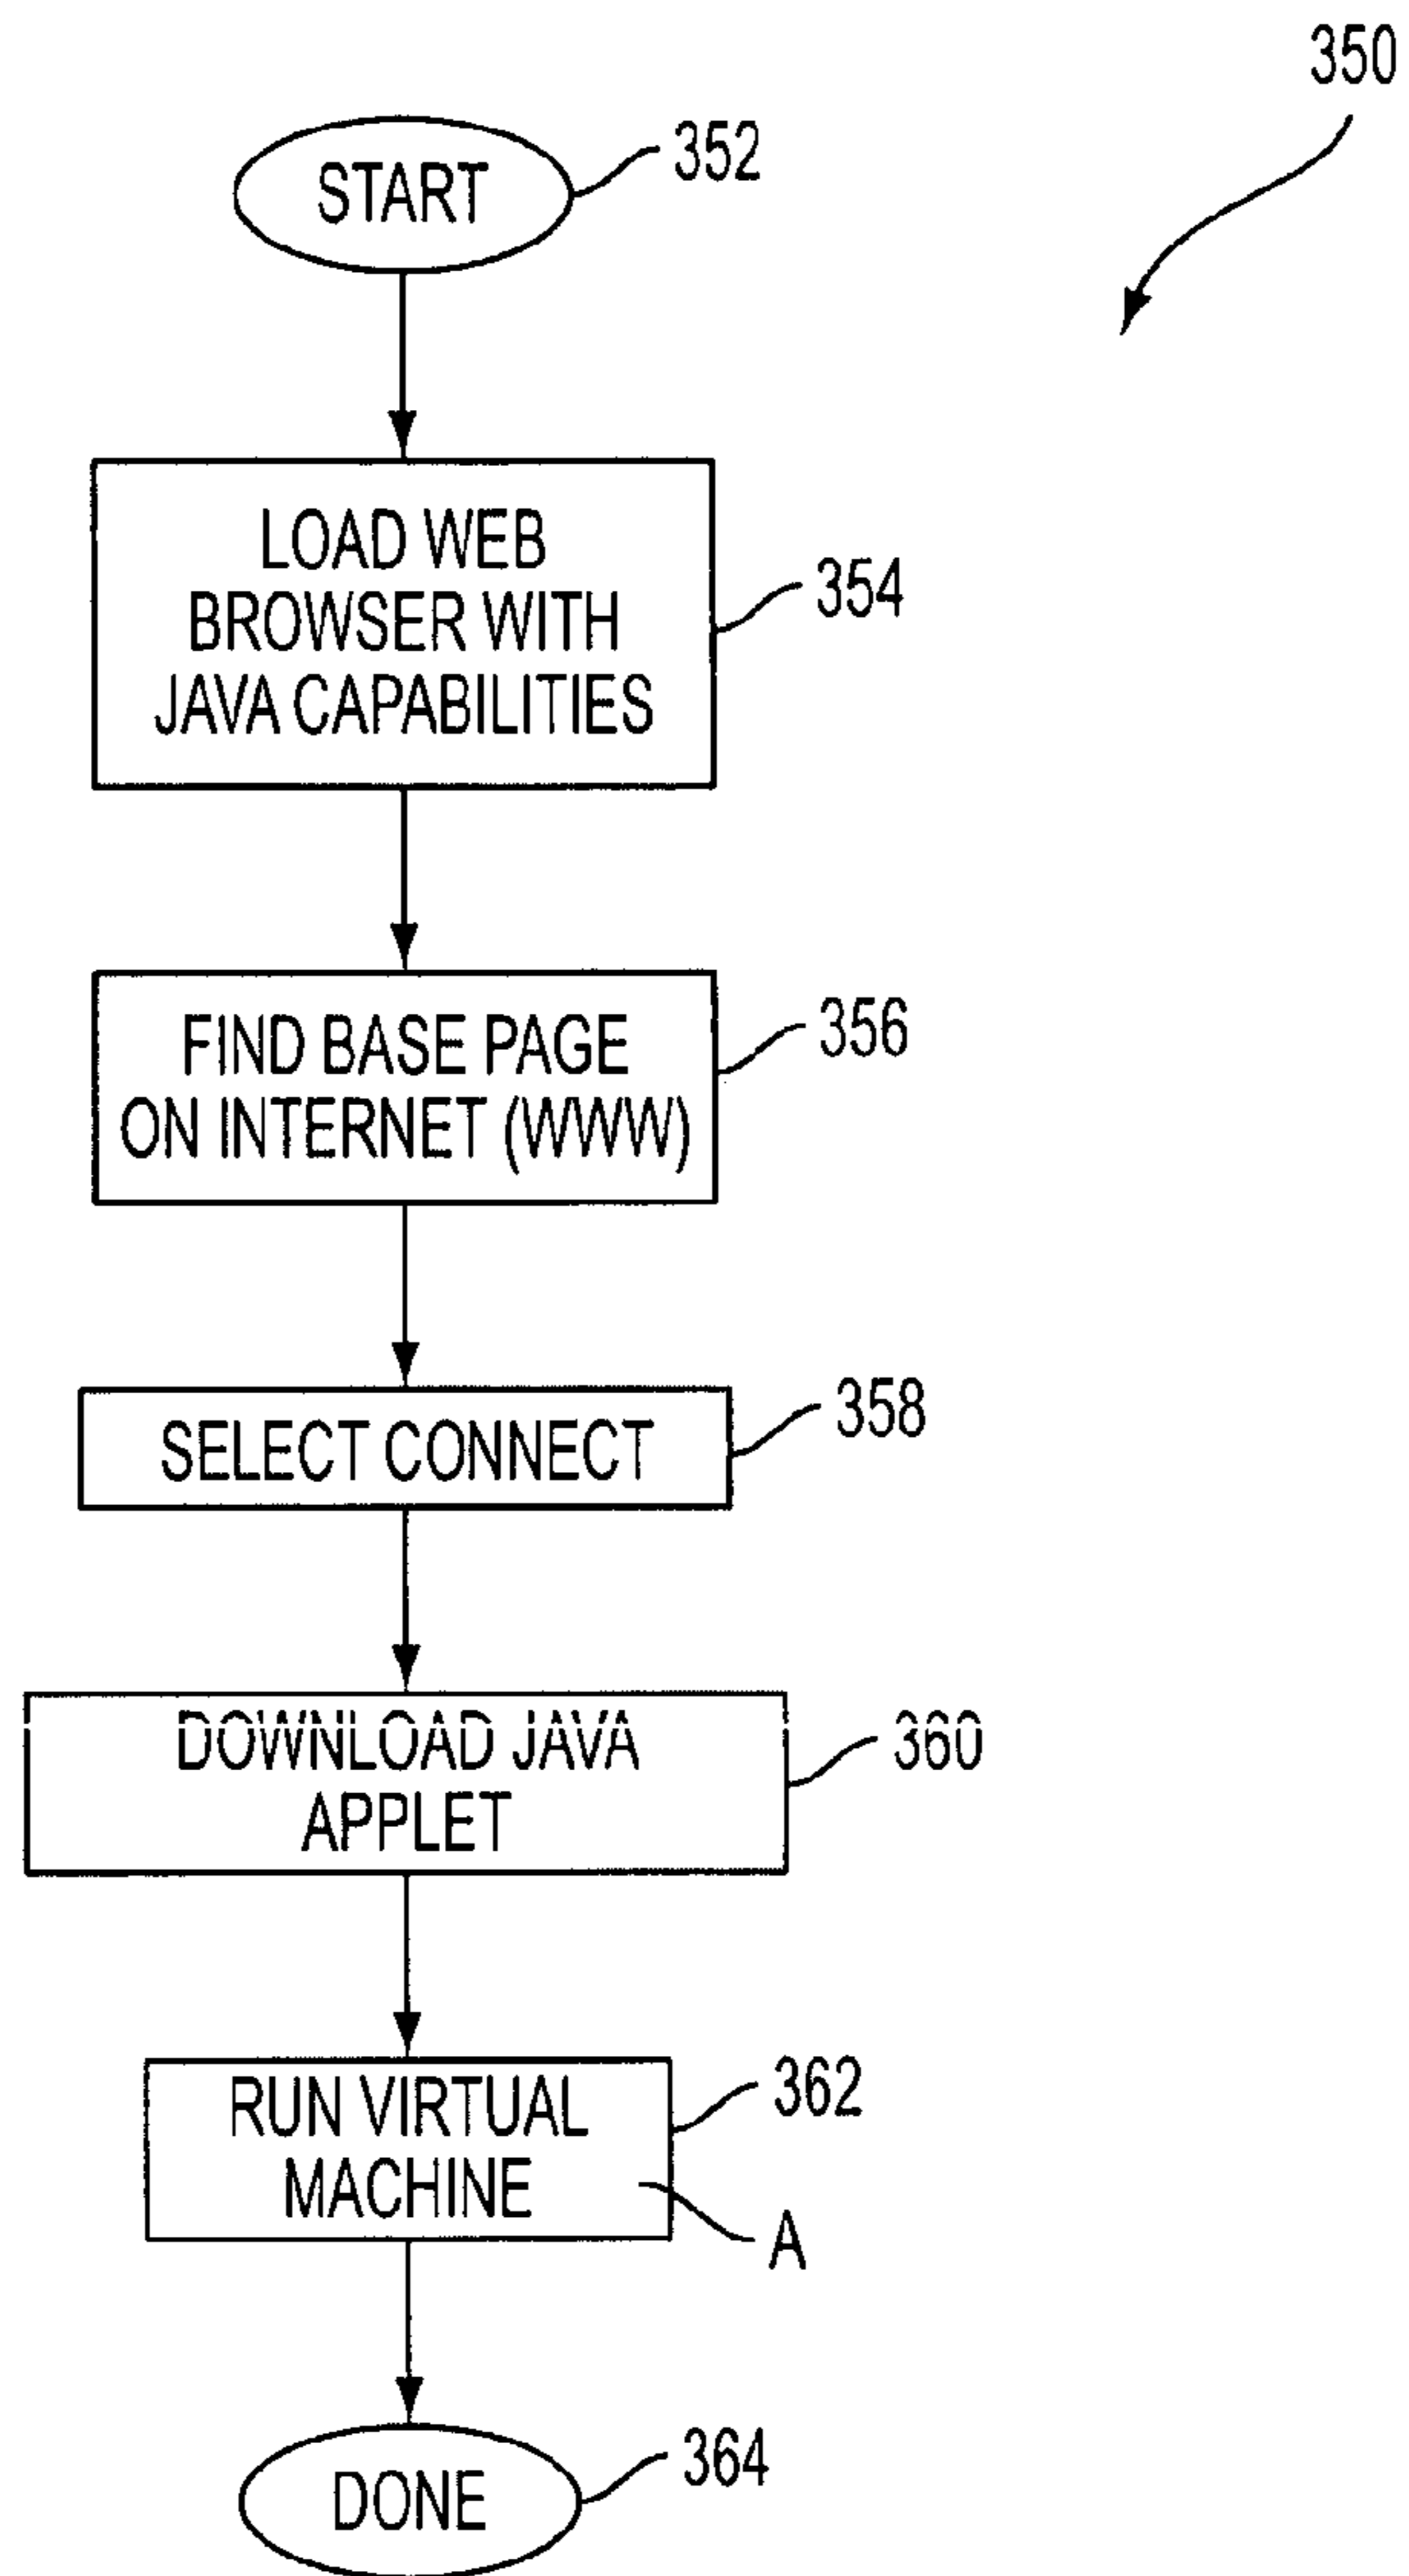 350
START
352
LOAD WEB
BROWSER WITH
JAVA CAPABILITIES
354
FIND BASE PAGE
ON INTERNET (WWW)
356
SELECT CONNECT
358
DOWNLOAD JAVA
APPLET
360
RUN VIRTUAL
MACHINE
362
A
DONE
364